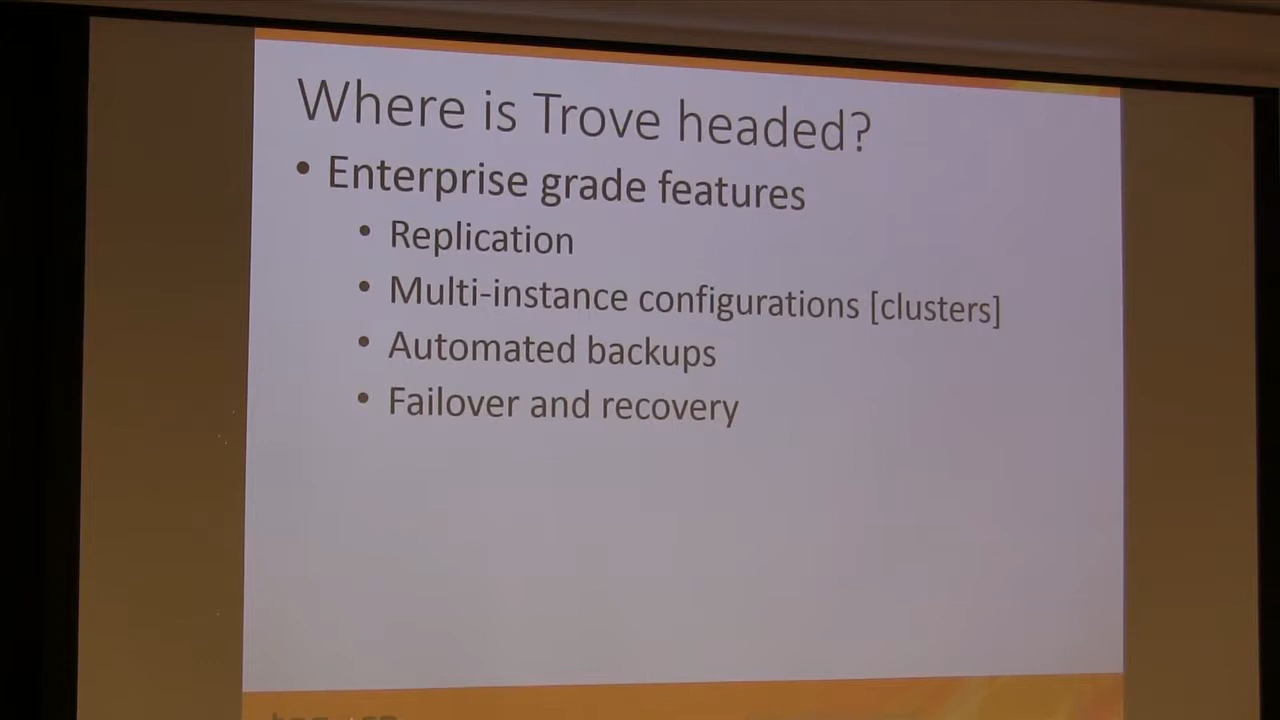 Where is Trove headed?
• Enterprise grade features
• Replication
• Multi-instance configurations [clusters]
• Automated backups
• Failover and recovery